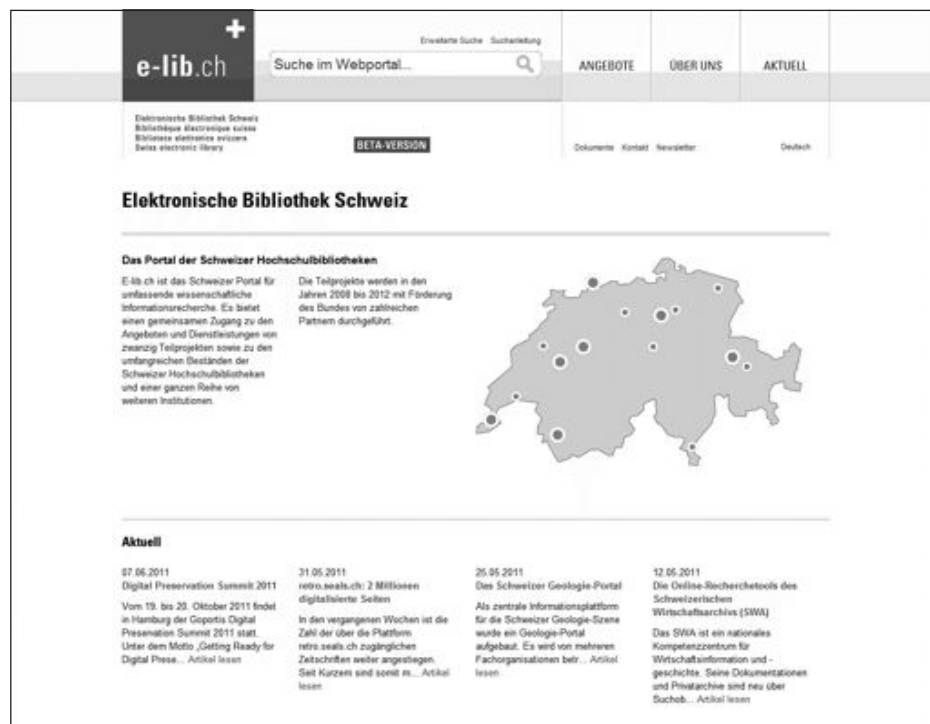 Erweiterte Suche Suchanleitung
e-lib.ch
Suche im Webportal...
ANGEBOTE
ÜBER UNS
AKTUELL
Elektronische Bibliothek Schweiz
Bibliothèque électronique suisse
Biblioteca elettronica svizzera
Swiss electronic library
BETA-VERSION
Dokumente Kontakt Newsletter
Deutsch
Elektronische Bibliothek Schweiz
Das Portal der Schweizer Hochschulbibliotheken
E-lib.ch ist das Schweizer Portal für
umfassende wissenschaftliche
Informationsrecherche. Es bietet
einen gemeinsamen Zugang zu den
Angeboten und Dienstleistungen von
zwanzig Teilprojekten sowie zu den
umfangreichen Beständen der
Schweizer Hochschulbibliotheken
und einer ganzen Reihe von
weiteren Institutionen.
Die Teilprojekte werden in den
Jahren 2008 bis 2012 mit Förderung
des Bundes von zahlreichen
Partnern durchgeführt.
Aktuell
07.06.2011
Digital Preservation Summit 2011
Vom 19. bis 20. Oktober 2011 findet
in Hamburg der Goportis Digital
Preservation Summit 2011 statt.
Unter dem Motto „Getting Ready for
Digital Prese... Artikel lesen
31.05.2011
retro.seals.ch: 2 Millionen
digitalisierte Seiten
In den vergangenen Wochen ist die
Zahl der über die Plattform
retro.seals.ch zugänglichen
Zeitschriften weiter angestiegen.
Seit Kurzem sind somit m... Artikel
lesen
25.05.2011
Das Schweizer Geologie-Portal
Als zentrale Informationsplattform
für die Schweizer Geologie-Szene
wurde ein Geologie-Portal
aufgebaut. Es wird von mehreren
Fachorganisationen betr... Artikel
lesen
12.05.2011
Die Online-Recherchetools des
Schweizerischen
Wirtschaftsarchivs (SWA)
Das SWA ist ein nationales
Kompetenzzentrum für
Wirtschaftsinformation und -
geschichte. Seine Dokumentationen
und Privatarchive sind neu über
Suchob... Artikel lesen